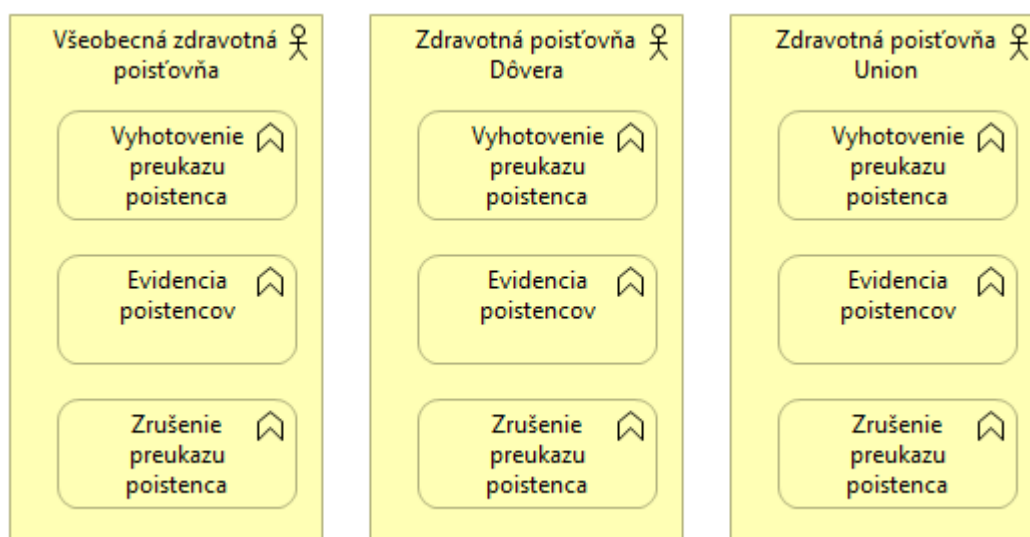 Všeobecná zdravotná
poisťovňa
Vyhotovenie
preukazu
poistenca
Evidencia
poistencov
Zrušenie
preukazu
poistenca
Zdravotná poisťovňa
Dôvera
Vyhotovenie
preukazu
poistenca
Evidencia
poistencov
Zrušenie
preukazu
poistenca
Zdravotná poisťovňa
Union
Vyhotovenie
preukazu
poistenca
Evidencia
poistencov
Zrušenie
preukazu
poistenca